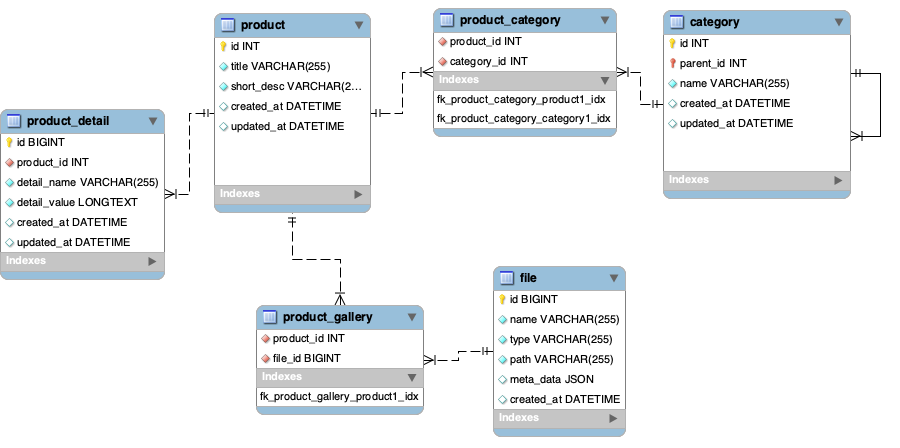 product
id INT
title VARCHAR(255)
short_desc VARCHAR(2...
created_at DATETIME
updated_at DATETIME
Indexes
product_category
product_id INT
category_id INT
Indexes
fk_product_category_product1_idx
fk_product_category_category1_idx
category
id INT
parent_id INT
name VARCHAR(255)
created_at DATETIME
updated_at DATETIME
Indexes
product_detail
id BIGINT
product_id INT
detail_name VARCHAR(255)
detail_value LONGTEXT
created_at DATETIME
updated_at DATETIME
Indexes
product_gallery
product_id INT
file_id BIGINT
Indexes
fk_product_gallery_product1_idx
file
id BIGINT
name VARCHAR(255)
type VARCHAR(255)
path VARCHAR(255)
meta_data JSON
created_at DATETIME
Indexes